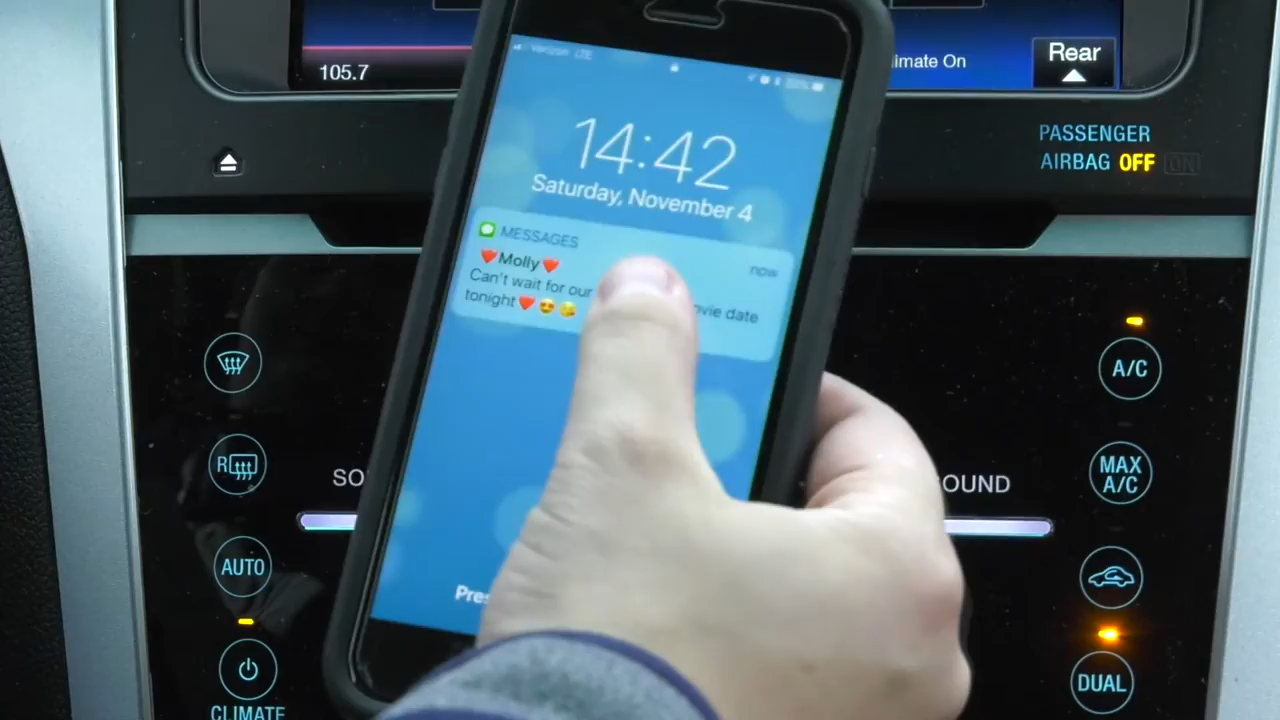 105.7
imate On
Rear
PASSENGER
AIRBAG OFF ON
verizon LTE
14:42
Saturday, November 4
MESSAGES
now
❤️Molly❤️
Can't wait for our vie date
tonight❤️😍😘
Pres
SO
OUND
R
AUTO
CLIMATE
A/C
MAX
A/C
DUAL